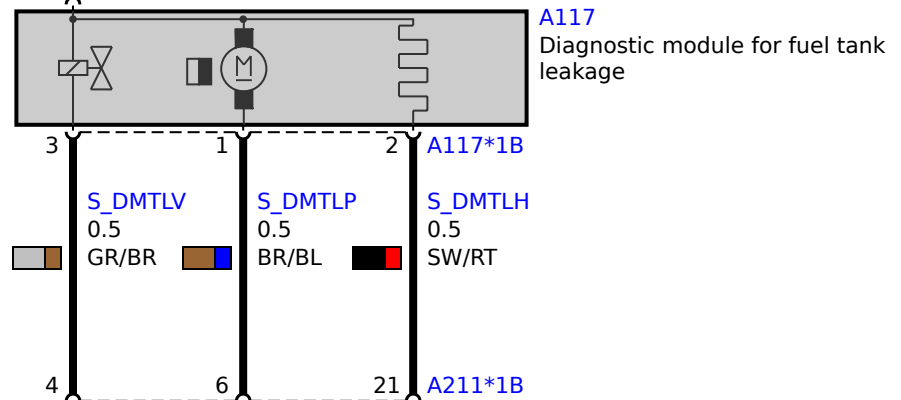 A117
Diagnostic module for fuel tank
leakage
M
3 1 2 A117*1B
S_DMTLV S_DMTLP S_DMTLH
0.5 0.5 0.5
GR/BR BR/BL SW/RT
4 6 21 A211*1B